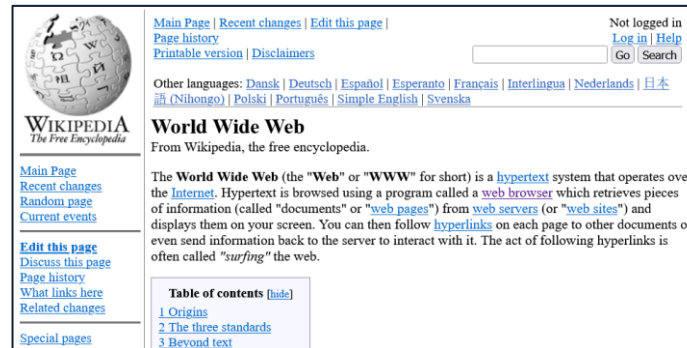 Main Page | Recent changes | Edit this page |
Page history
Printable version | Disclaimers
Not logged in
Log in | Help
Go Search
Other languages: Dansk | Deutsch | Español | Esperanto | Français | Interlingua | Nederlands | 日本
語 (Nihongo) | Polski | Português | Simple English | Svenska
WIKIPEDIA
The Free Encyclopedia
Main Page
Recent changes
Random page
Current events
Edit this page
Discuss this page
Page history
What links here
Related changes
Special pages
World Wide Web
From Wikipedia, the free encyclopedia.
The World Wide Web (the "Web" or "WWW" for short) is a hypertext system that operates ove
the Internet. Hypertext is browsed using a program called a web browser which retrieves pieces
of information (called "documents" or "web pages") from web servers (or "web sites") and
displays them on your screen. You can then follow hyperlinks on each page to other documents o
even send information back to the server to interact with it. The act of following hyperlinks is
often called "surfing" the web.
Table of contents [hide]
1 Origins
2 The three standards
3 Beyond text